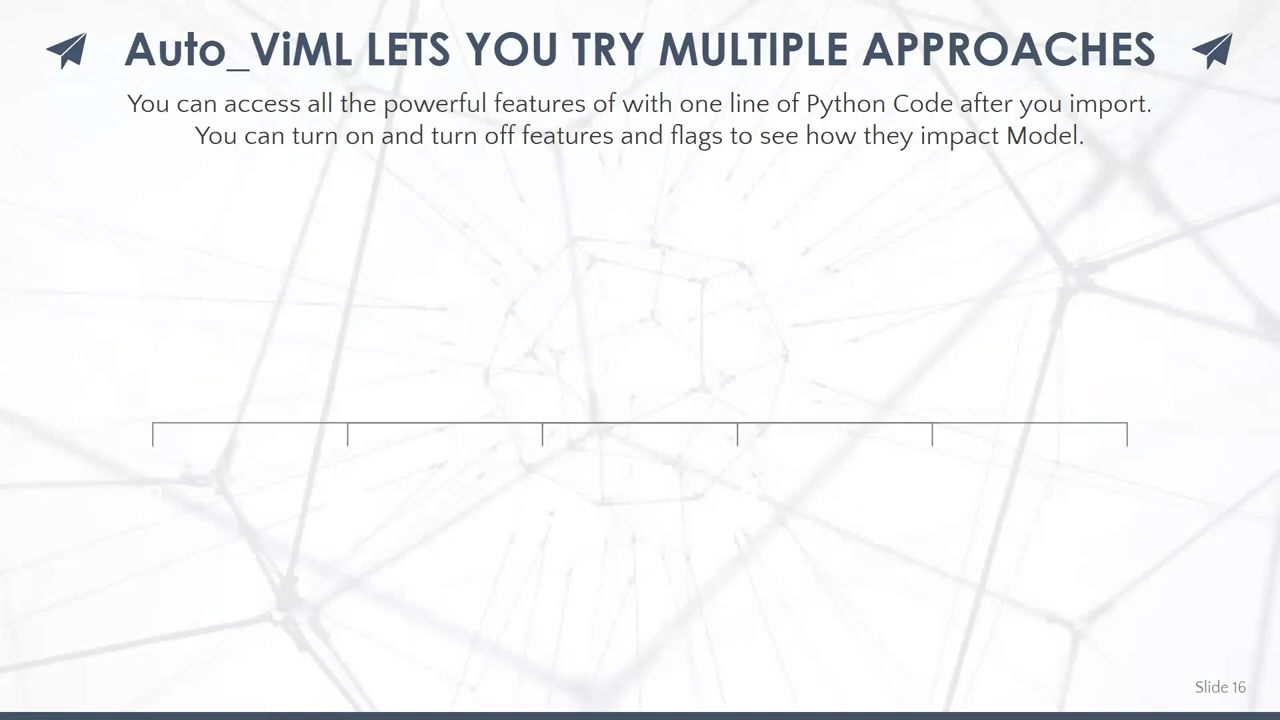 Auto_ViML LETS YOU TRY MULTIPLE APPROACHES
You can access all the powerful features of with one line of Python Code after you import.
You can turn on and turn off features and flags to see how they impact Model.
Slide 16